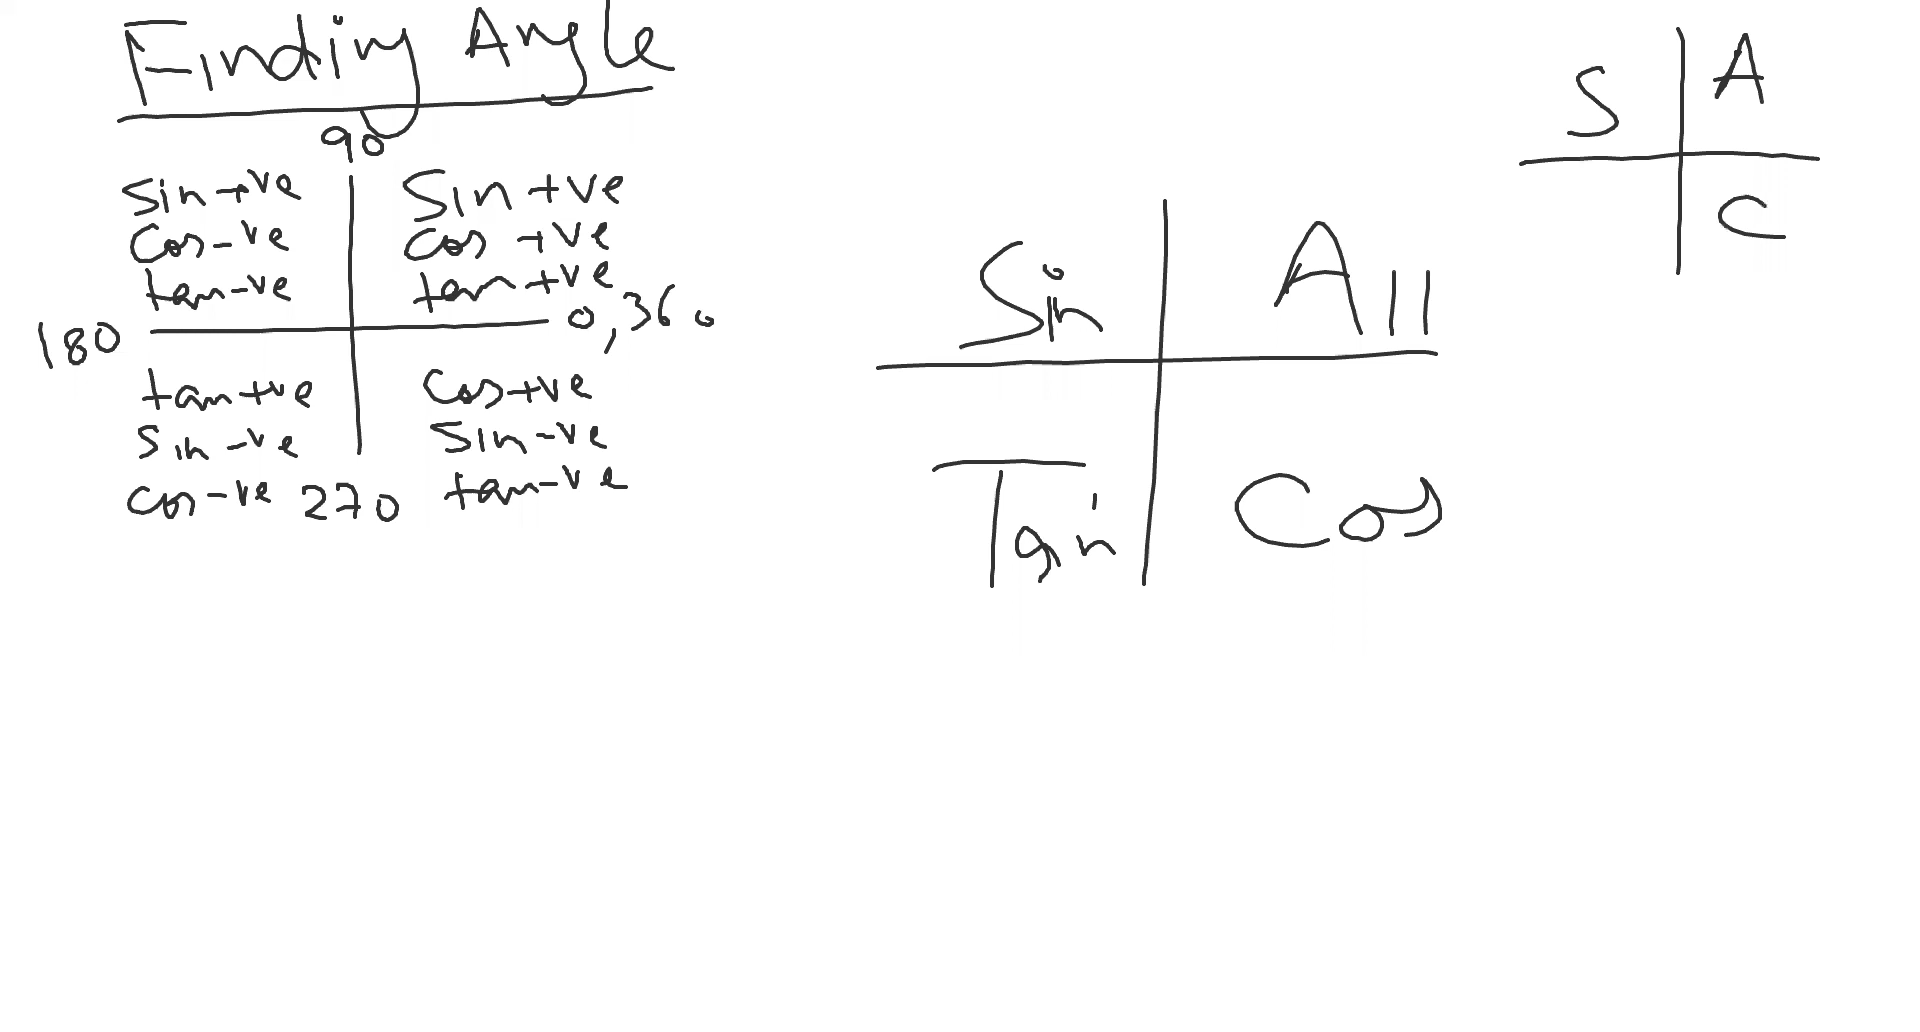 Finding Angle
90
Sin +ve
Cos -ve
tan -ve
Sin +ve
Cos +ve
tan +ve
180
0, 360
tan +ve
Sin -ve
Cos -ve
270
Cos +ve
Sin -ve
tan -ve
Sin
All
Tan
Cos
S
A
C